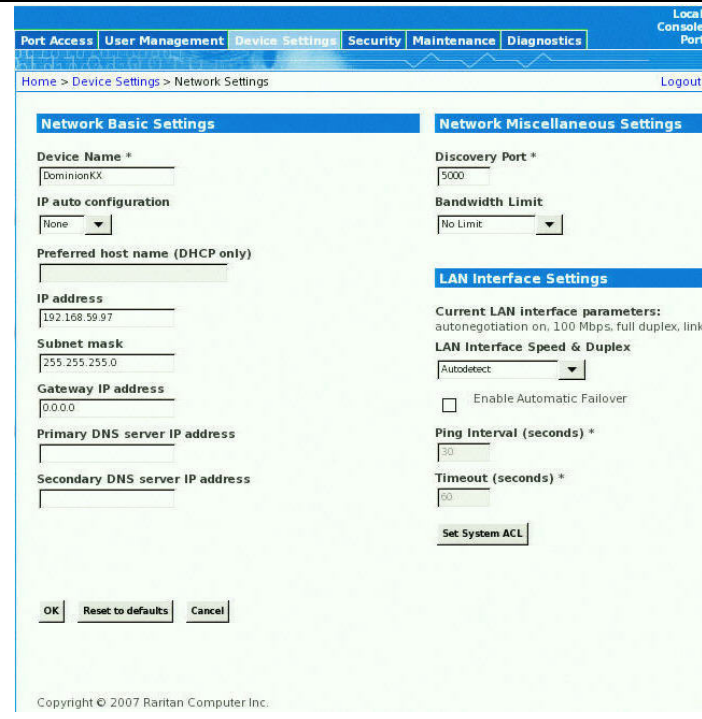 Local
Console
Port
Port Access User Management Device Settings Security Maintenance Diagnostics
Home > Device Settings > Network Settings
Logout
Network Basic Settings
Device Name *
DominionKX
IP auto configuration
None
Preferred host name (DHCP only)
IP address
192.168.59.97
Subnet mask
255.255.255.0
Gateway IP address
0.0.0.0
Primary DNS server IP address
Secondary DNS server IP address
OK Reset to defaults Cancel
Network Miscellaneous Settings
Discovery Port *
5000
Bandwidth Limit
No Limit
LAN Interface Settings
Current LAN interface parameters:
autonegotiation on, 100 Mbps, full duplex, link
LAN Interface Speed & Duplex
Autodetect
Enable Automatic Failover
Ping Interval (seconds) *
30
Timeout (seconds) *
60
Set System ACL
Copyright © 2007 Raritan Computer Inc.